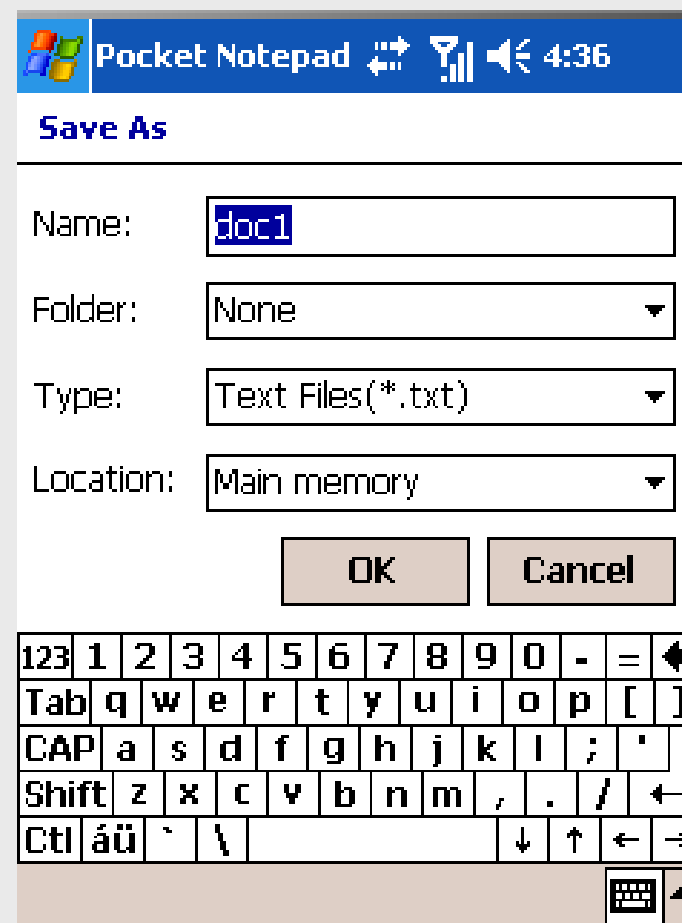 Pocket Notepad 4:36
Save As
Name: doc1
Folder: None
Type: Text Files(*.txt)
Location: Main memory
OK Cancel
123 1 2 3 4 5 6 7 8 9 0 - =
Tab q w e r t y u i o p [ ]
CAP a s d f g h j k l ; '
Shift z x c v b n m , . / ←
Ctl áü ` \ ↓ ↑ ← →